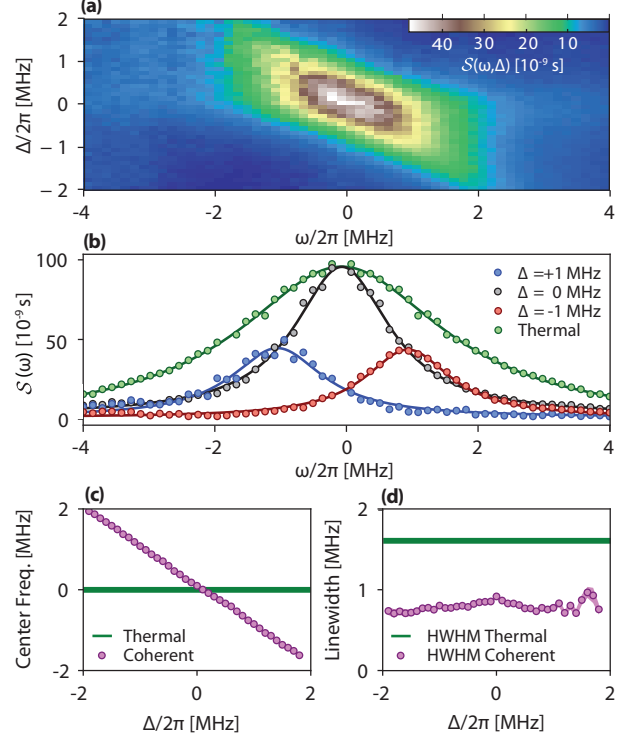 (a)
2
1
0
− 1
− 2
Δ/2π [MHz]
40 30 20 10
S(ω,Δ) [10⁻⁹ s]
-4 -2 0 2 4
ω/2π [MHz]
(b)
100
50
0
S (ω) [10⁻⁹ s]
Δ =+1 MHz
Δ = 0 MHz
Δ = -1 MHz
Thermal
-4 -2 0 2 4
ω/2π [MHz]
(c)
2
0
-2
Center Freq. [MHz]
Thermal
Coherent
-2 0 2
Δ/2π [MHz]
(d)
2
1
0
Linewidth [MHz]
HWHM Thermal
HWHM Coherent
-2 0 2
Δ/2π [MHz]